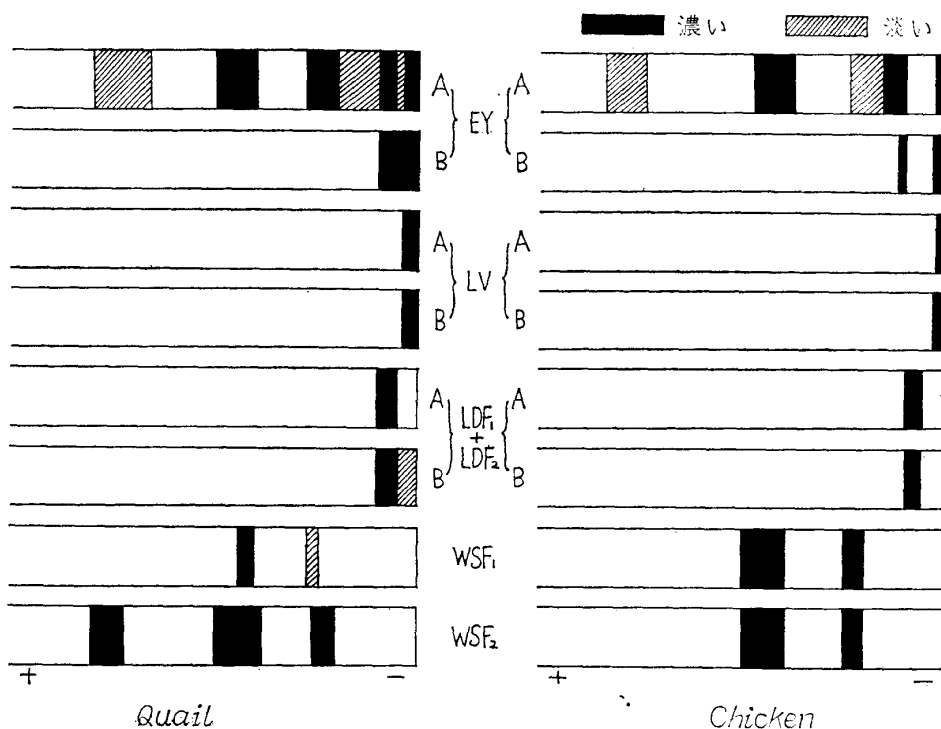 濃い 淡い
A EY A
B B
A LV A
B B
A LDF₁ A
+
B LDF₂ B
WSF₁
WSF₂
+ − + −
Quail Chicken